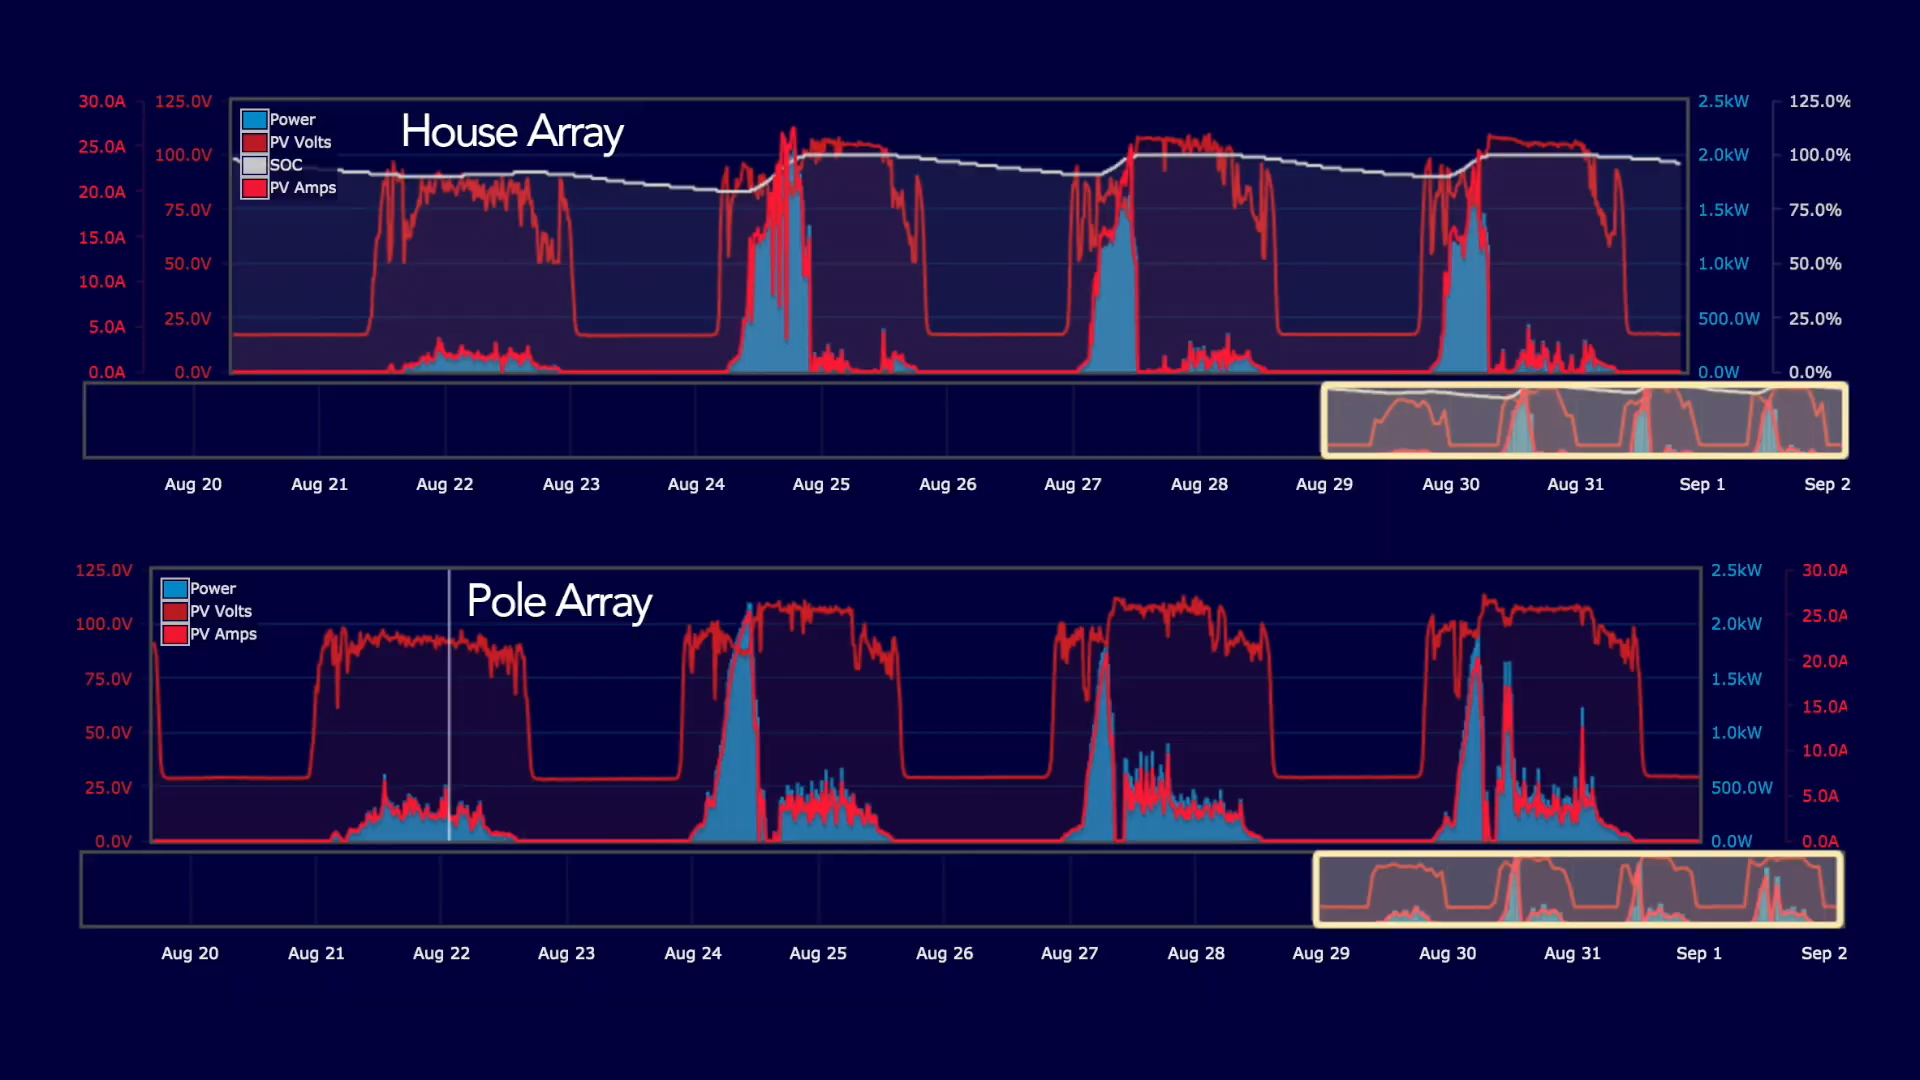 30.0A 125.0V 2.5kW 125.0%
Power
House Array
PV Volts
25.0A 100.0V 2.0kW 100.0%
SOC
20.0A PV Amps
75.0V 1.5kW 75.0%
15.0A
50.0V 1.0kW 50.0%
10.0A
25.0V 500.0W 25.0%
5.0A
0.0A 0.0V 0.0W 0.0%
Aug 20 Aug 21 Aug 22 Aug 23 Aug 24 Aug 25 Aug 26 Aug 27 Aug 28 Aug 29 Aug 30 Aug 31 Sep 1 Sep 2
125.0V 2.5kW 30.0A
Power
Pole Array
PV Volts
100.0V 2.0kW 25.0A
PV Amps
20.0A
75.0V 1.5kW
15.0A
50.0V 1.0kW
10.0A
25.0V 500.0W 5.0A
0.0V 0.0W 0.0A
Aug 20 Aug 21 Aug 22 Aug 23 Aug 24 Aug 25 Aug 26 Aug 27 Aug 28 Aug 29 Aug 30 Aug 31 Sep 1 Sep 2